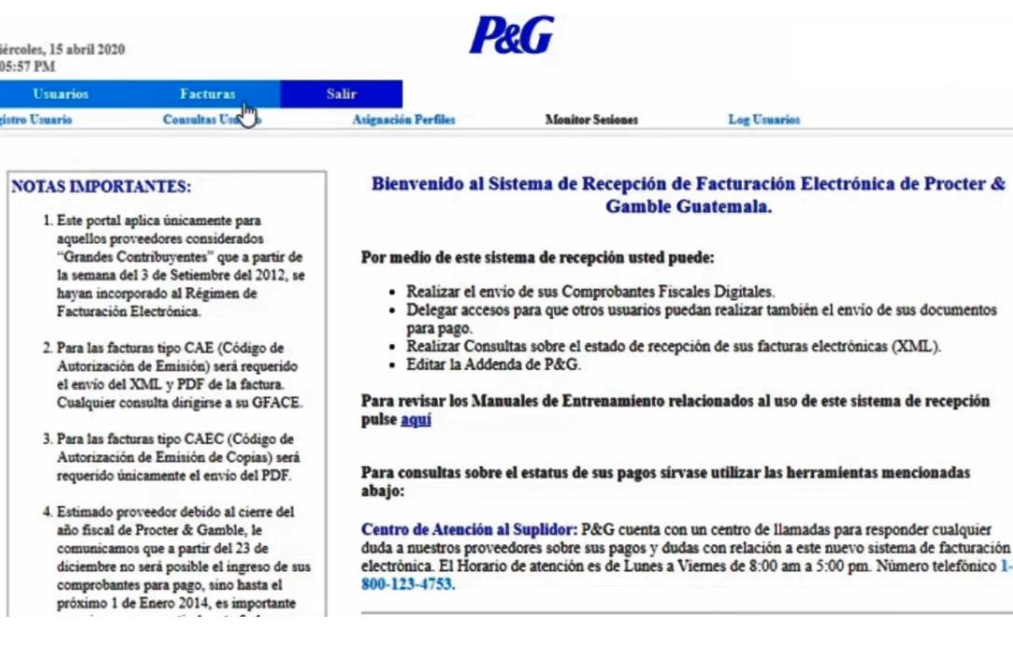 P&G
iércoles, 15 abril 2020
05:57 PM
Usuarios Facturas Salir
gistro Usuario Consultas Asignación Perfiles Monitor Sesiones Log Usuarios
NOTAS IMPORTANTES:
1. Este portal aplica únicamente para
aquellos proveedores considerados
“Grandes Contribuyentes” que a partir de
la semana del 3 de Setiembre del 2012, se
hayan incorporado al Régimen de
Facturación Electrónica.
2. Para las facturas tipo CAE (Código de
Autorización de Emisión) será requerido
el envío del XML y PDF de la factura.
Cualquier consulta dirigirse a su GFACE.
3. Para las facturas tipo CAEC (Código de
Autorización de Emisión de Copias) será
requerido únicamente el envío del PDF.
4. Estimado proveedor debido al cierre del
año fiscal de Procter & Gamble, le
comunicamos que a partir del 23 de
diciembre no será posible el ingreso de sus
comprobantes para pago, sino hasta el
próximo 1 de Enero 2014, es importante
Bienvenido al Sistema de Recepción de Facturación Electrónica de Procter &
Gamble Guatemala.
Por medio de este sistema de recepción usted puede:
• Realizar el envío de sus Comprobantes Fiscales Digitales.
• Delegar accesos para que otros usuarios puedan realizar también el envío de sus documentos
para pago.
• Realizar Consultas sobre el estado de recepción de sus facturas electrónicas (XML).
• Editar la Addenda de P&G.
Para revisar los Manuales de Entrenamiento relacionados al uso de este sistema de recepción
pulse aquí
Para consultas sobre el estatus de sus pagos sírvase utilizar las herramientas mencionadas
abajo:
Centro de Atención al Suplidor: P&G cuenta con un centro de llamadas para responder cualquier
duda a nuestros proveedores sobre sus pagos y dudas con relación a este nuevo sistema de facturación
electrónica. El Horario de atención es de Lunes a Viernes de 8:00 am a 5:00 pm. Número telefónico 1-
800-123-4753.